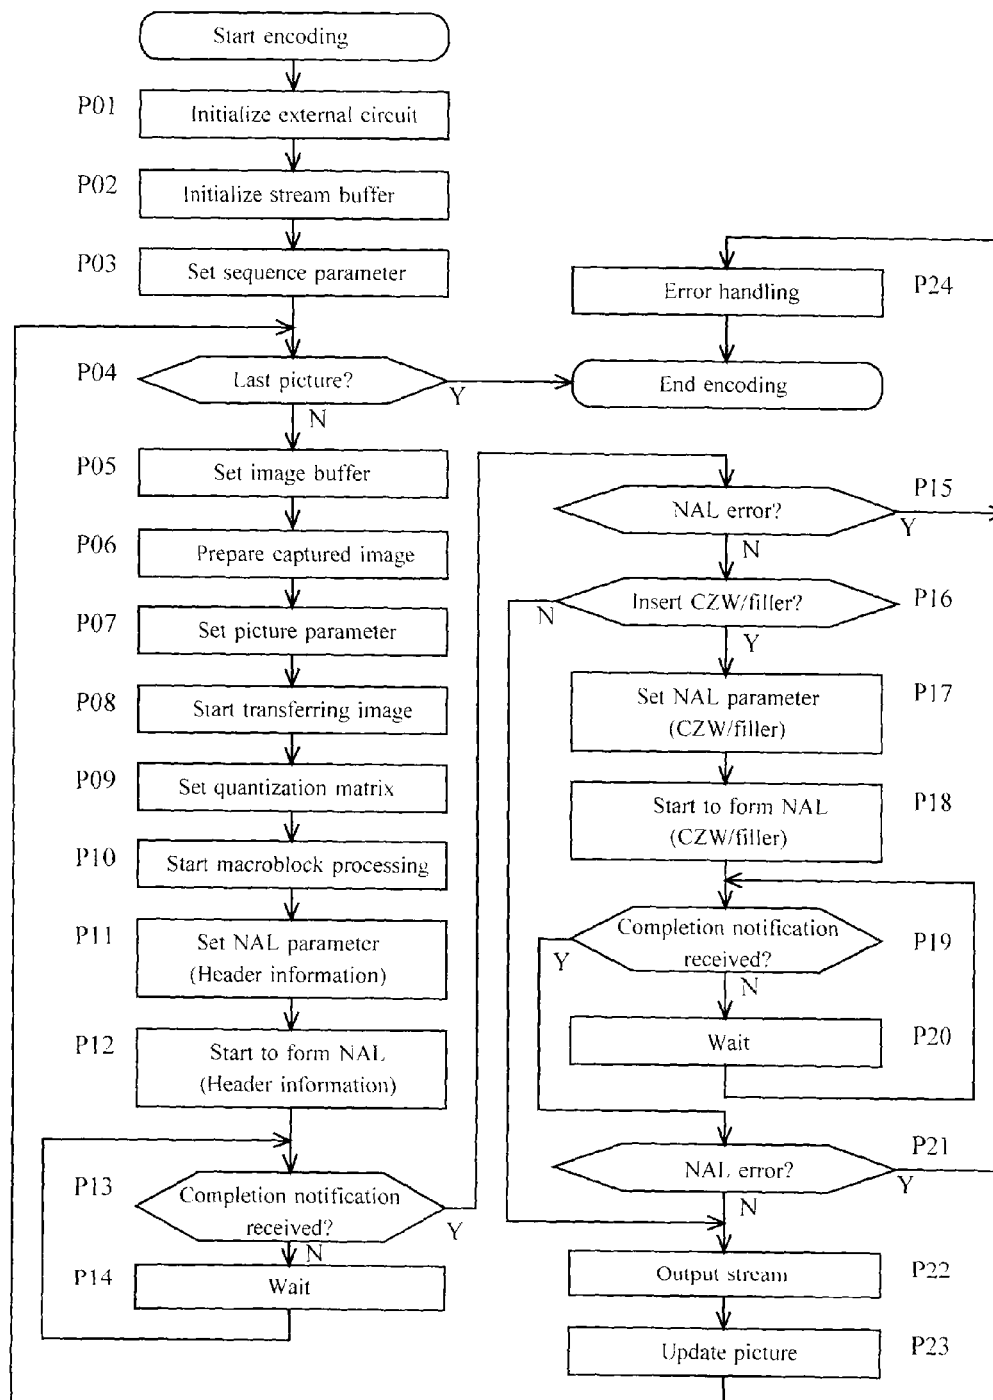 Start encoding
P01
Initialize external circuit
P02
Initialize stream buffer
P03
Set sequence parameter
P04
Last picture?
Y
N
P05
Set image buffer
P06
Prepare captured image
P07
Set picture parameter
P08
Start transferring image
P09
Set quantization matrix
P10
Start macroblock processing
P11
Set NAL parameter
(Header information)
P12
Start to form NAL
(Header information)
P13
Completion notification
received?
Y
N
P14
Wait
Error handling
P24
End encoding
P15
NAL error?
Y
N
Insert CZW/filler?
P16
N
Y
Set NAL parameter
(CZW/filler)
P17
Start to form NAL
(CZW/filler)
P18
Completion notification
received?
P19
Y
N
Wait
P20
P21
NAL error?
Y
N
Output stream
P22
Update picture
P23